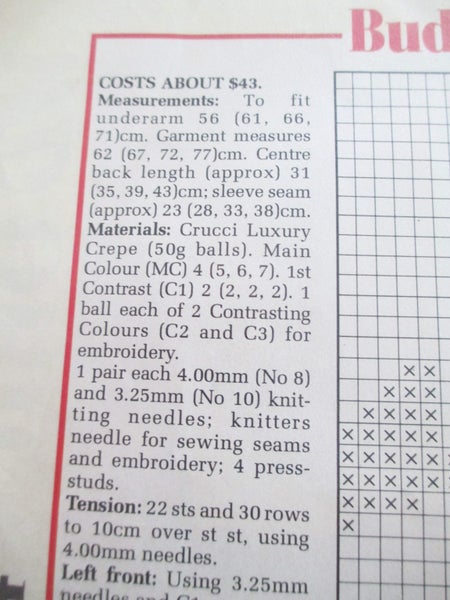 Bud
COSTS ABOUT $43.
Measurements: To fit
underarm 56 (61, 66,
71)cm. Garment measures
62 (67, 72, 77)cm. Centre
back length (approx) 31
(35, 39, 43)cm; sleeve seam
(approx) 23 (28, 33, 38)cm.
Materials: Crucci Luxury
Crepe (50g balls). Main
Colour (MC) 4 (5, 6, 7). 1st
Contrast (C1) 2 (2, 2, 2). 1
ball each of 2 Contrasting
Colours (C2 and C3) for
embroidery.
1 pair each 4.00mm (No 8)
and 3.25mm (No 10) knit-
ting needles; knitters
needle for sewing seams
and embroidery; 4 press-
studs.
Tension: 22 sts and 30 rows
to 10cm over st st, using
4.00mm needles.
Left front: Using 3.25mm
needles and C1